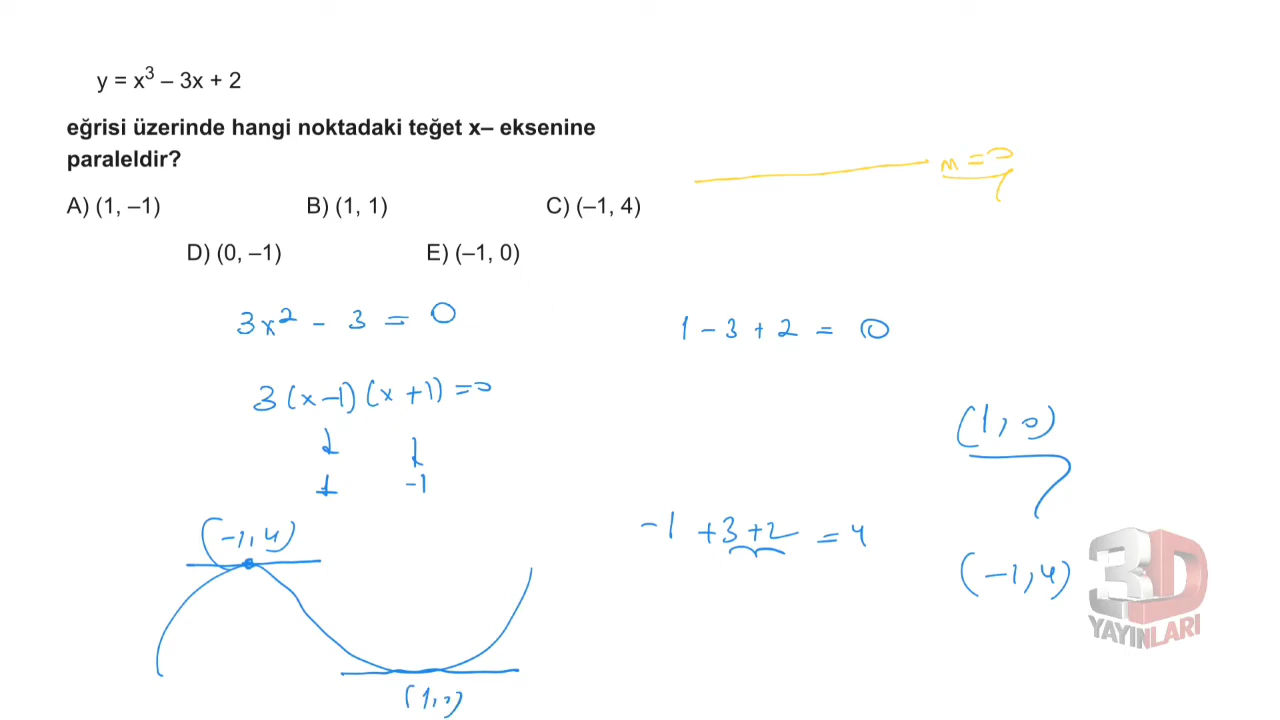 y = x³ – 3x + 2
eğrisi üzerinde hangi noktadaki teğet x– eksenine
paraleldir?
A) (1, –1) B) (1, 1) C) (–1, 4)
D) (0, –1) E) (–1, 0)
m = 0
3x² - 3 = 0
1 - 3 + 2 = 0
3(x-1)(x+1)=0
1 -1
(1, 0)
-1 +3+2 = 4
(-1,4)
(-1,4)
(1,0)
3D
YAYINLARI